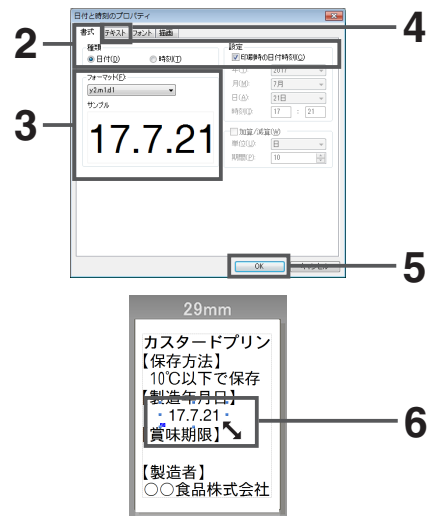 日付と時刻のプロパティ
4
書式 テキスト フォント 描画
2
種類
日付(D) 時刻(T)
設定
印刷時の日付時刻(C)
年(Y) 2017
月(M) 7月
日(A) 21日
時刻(I) 17 : 21
フォーマット(F):
y2.m1.d1
サンプル
3
17.7.21
加算/減算(W)
単位(U) 日
期間(P) 10
OK キャンセル
5
29mm
カスタードプリン
【保存方法】
10℃以下で保存
【製造年月日】
17.7.21
6
【賞味期限】
【製造者】
○○食品株式会社